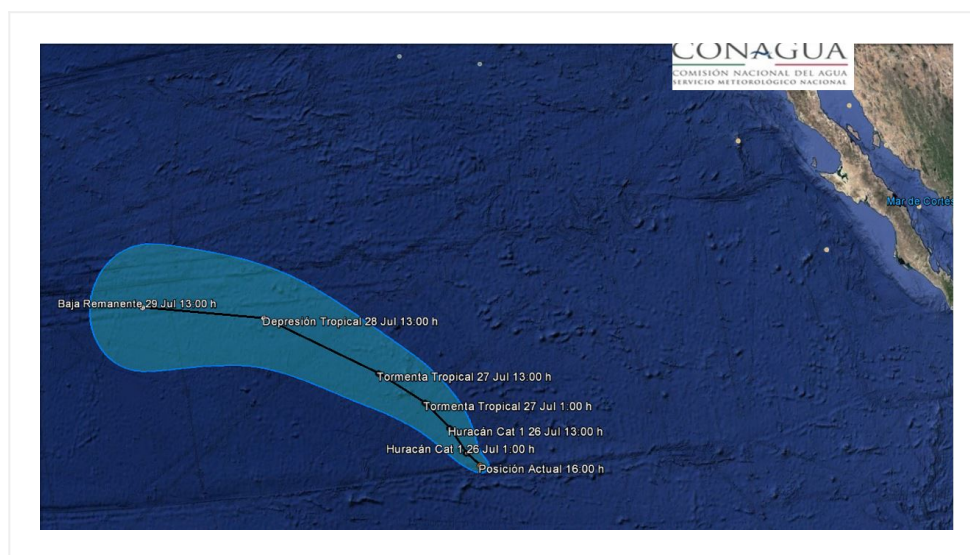 CONAGUA
COMISIÓN NACIONAL DEL AGUA
SERVICIO METEOROLÓGICO NACIONAL
Mar de Cortés
Baja Remanente 29 Jul 13:00 h
Depresión Tropical 28 Jul 13:00 h
Tormenta Tropical 27 Jul 13:00 h
Tormenta Tropical 27 Jul 1:00 h
Huracán Cat 1 26 Jul 13:00 h
Huracán Cat 1 26 Jul 1:00 h
Posición Actual 16:00 h